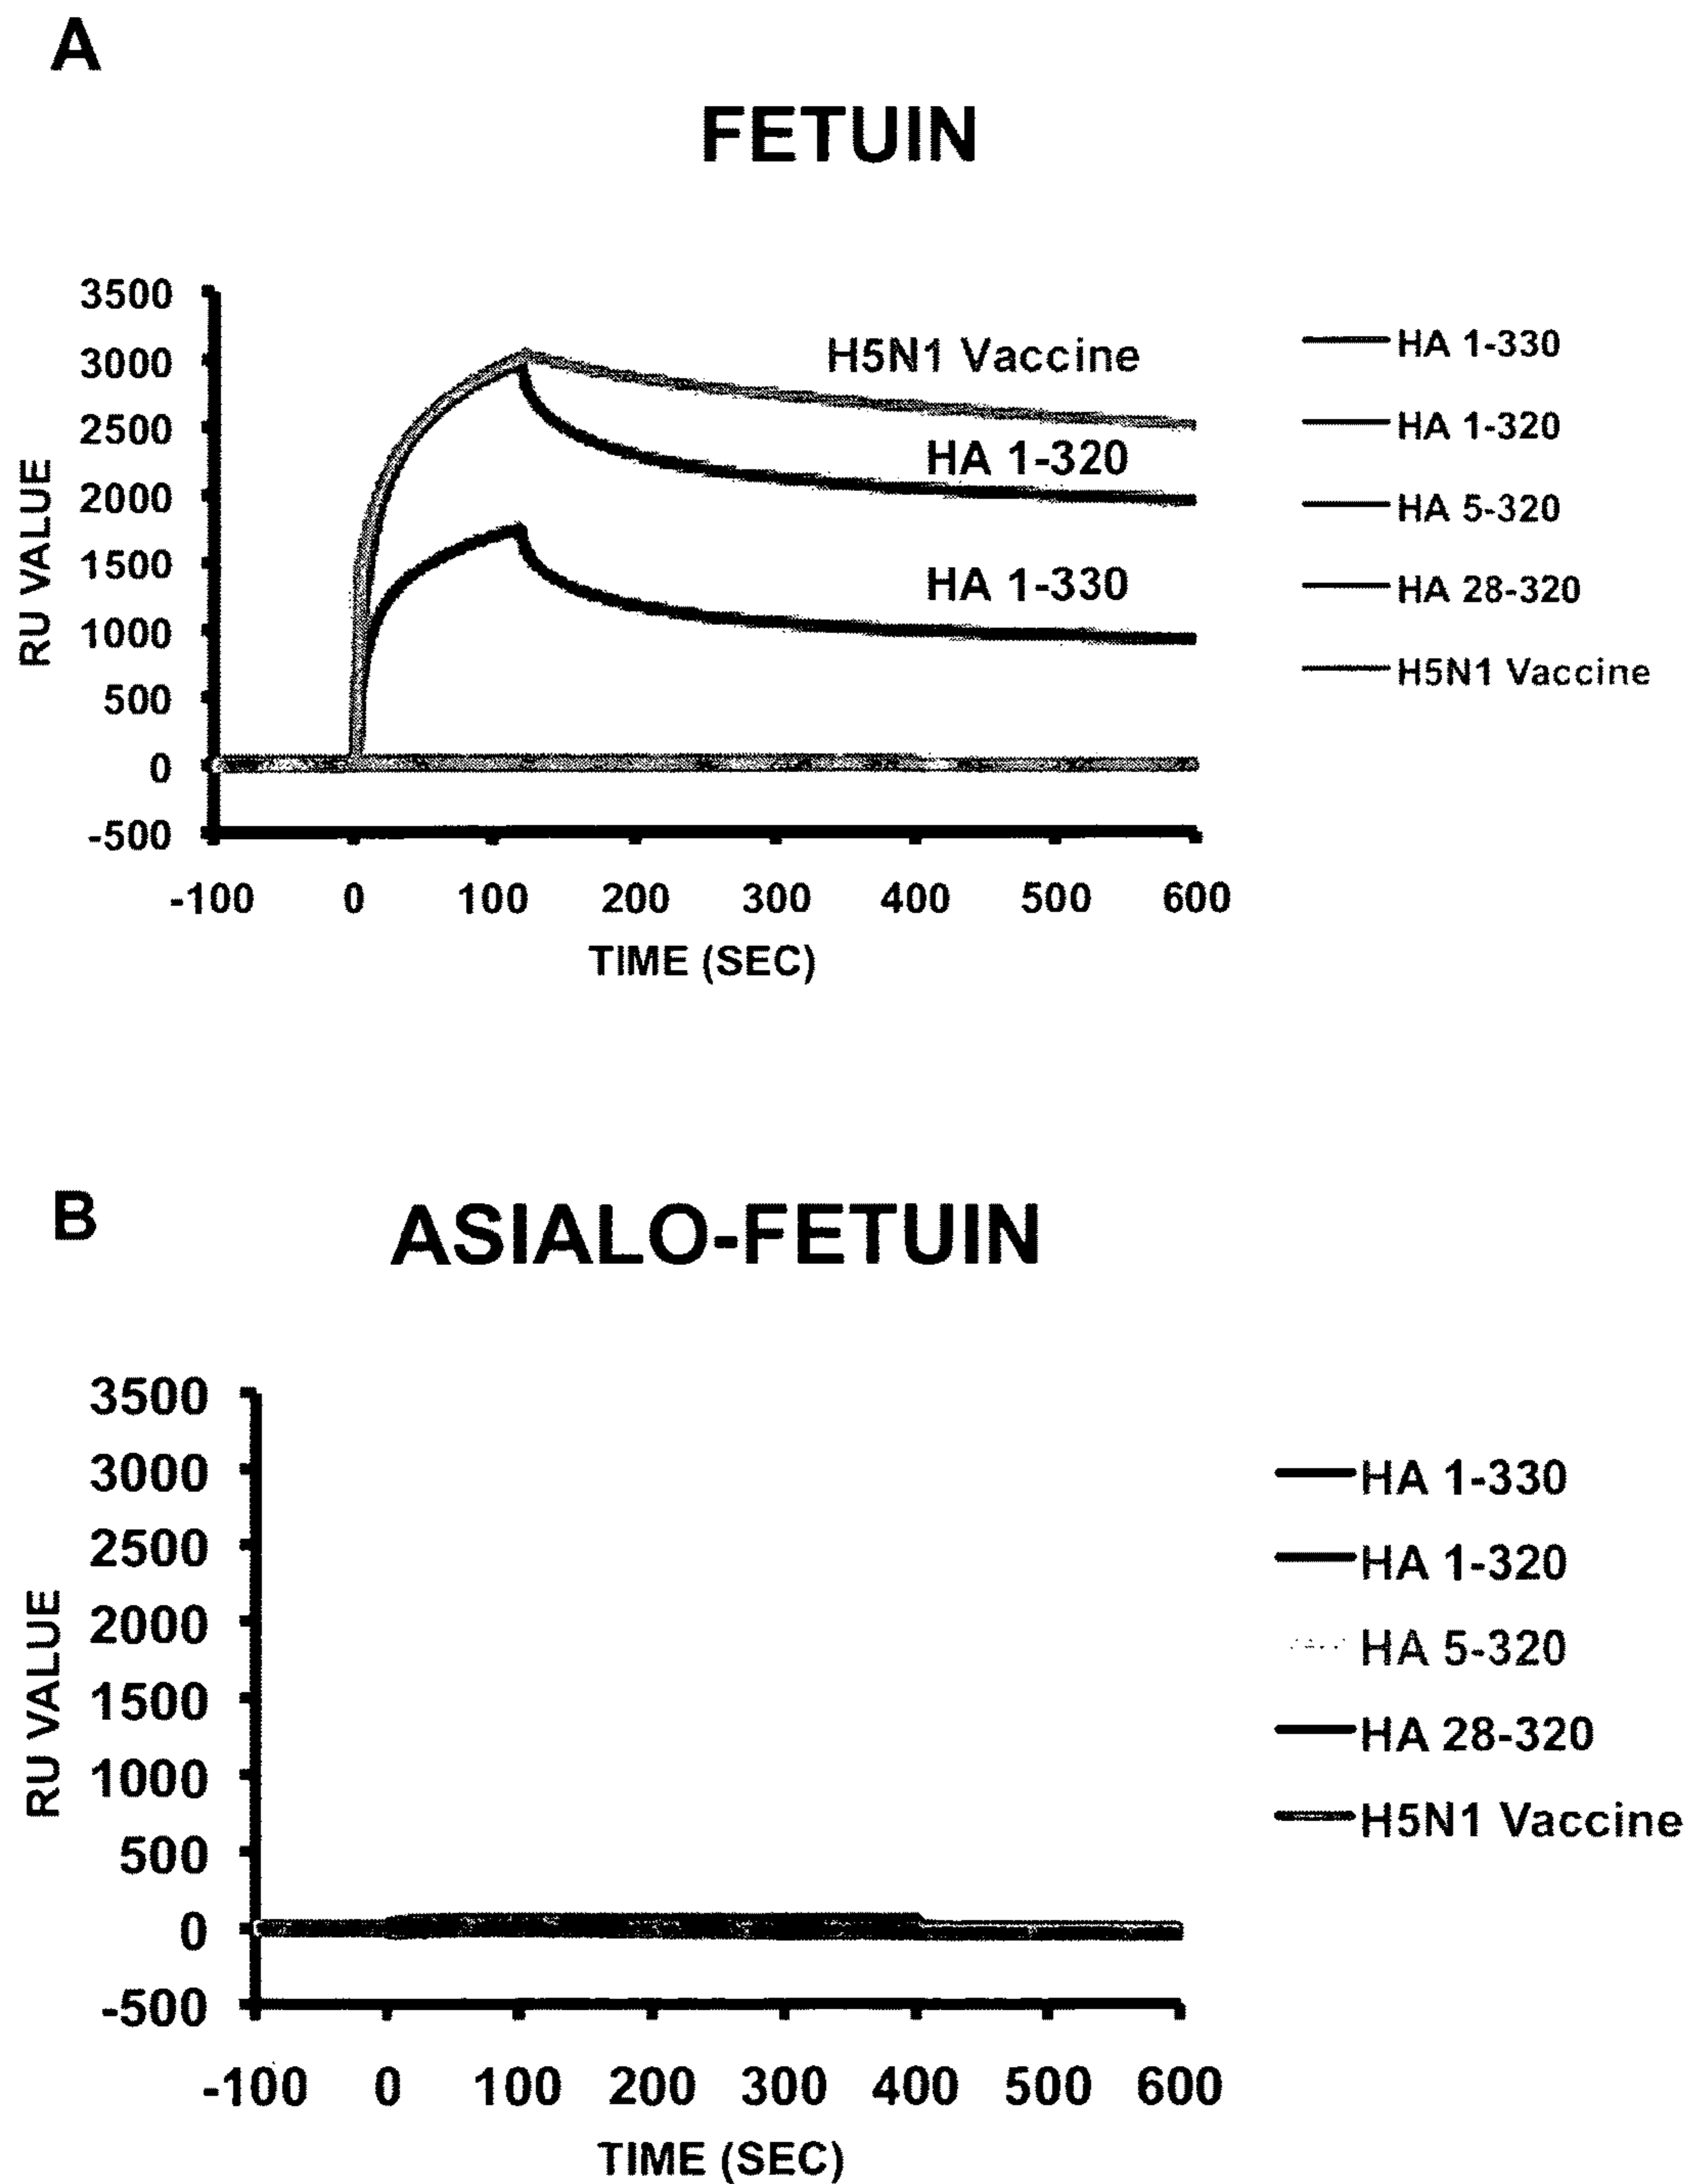 A
FETUIN
3500
3000
2500
2000
1500
1000
500
0
-500
RU VALUE
H5N1 Vaccine
HA 1-320
HA 1-330
HA 1-330
HA 1-320
HA 5-320
HA 28-320
H5N1 Vaccine
-100 0 100 200 300 400 500 600
TIME (SEC)
B
ASIALO-FETUIN
3500
3000
2500
2000
1500
1000
500
0
-500
RU VALUE
HA 1-330
HA 1-320
HA 5-320
HA 28-320
H5N1 Vaccine
-100 0 100 200 300 400 500 600
TIME (SEC)